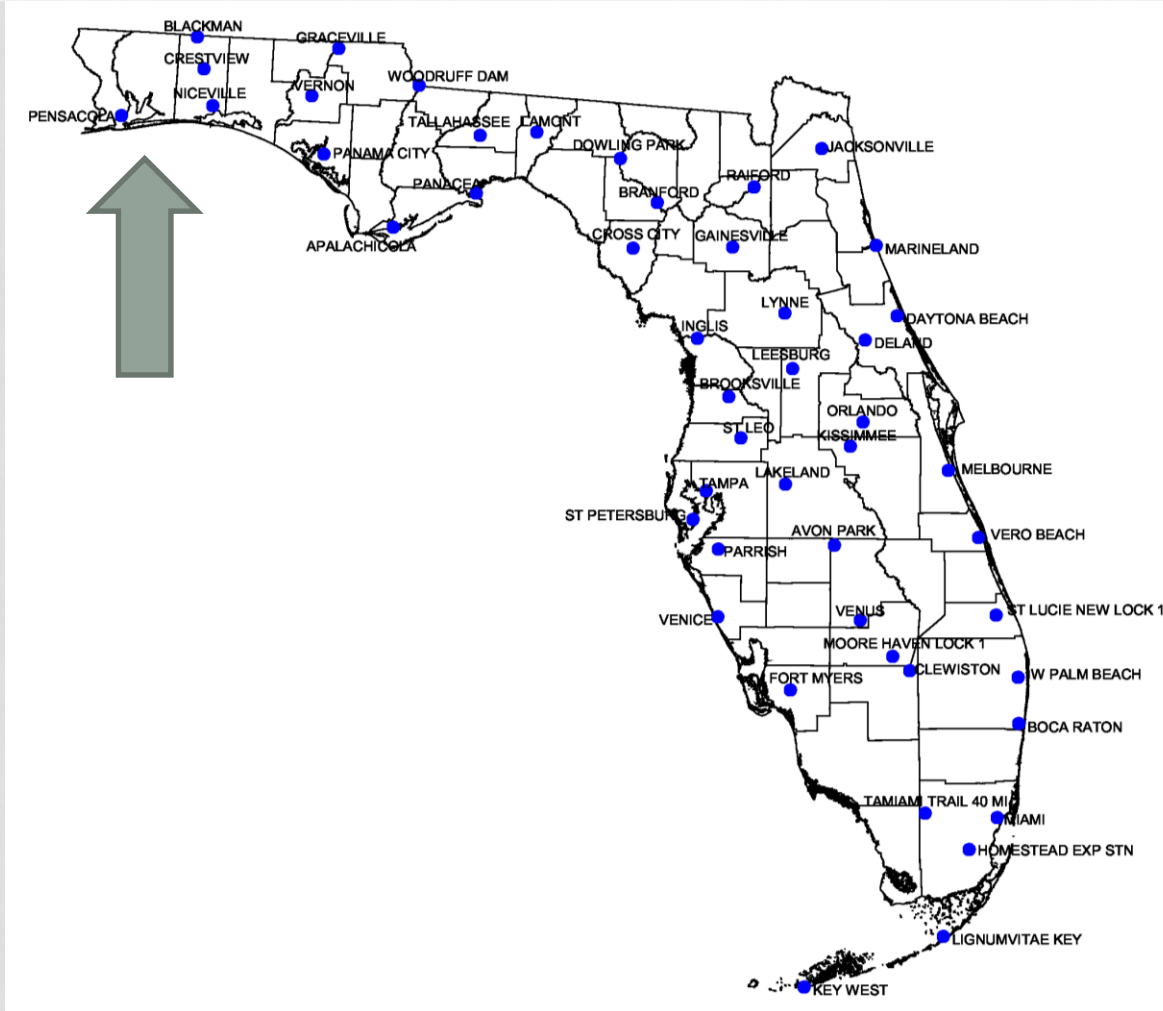 BLACKMAN
GRACEVILLE
CRESTVIEW
WOODRUFF DAM
VERNON
NICEVILLE
PENSACOLA
TALLAHASSEE
LAMONT
DOWLING PARK
JACKSONVILLE
PANAMA CITY
RAIFORD
PANACEA
BRANFORD
CROSS CITY
GAINESVILLE
APALACHICOLA
MARINELAND
LYNNE
DAYTONA BEACH
INGLIS
DELAND
LEESBURG
BROOKSVILLE
ORLANDO
ST LEO
KISSIMMEE
MELBOURNE
LAKELAND
TAMPA
ST PETERSBURG
AVON PARK
VERO BEACH
PARRISH
VENUS
ST LUCIE NEW LOCK 1
VENICE
MOORE HAVEN LOCK 1
CLEWISTON
W PALM BEACH
FORT MYERS
BOCA RATON
TAMIAMI TRAIL 40 MI
MIAMI
HOMESTEAD EXP STN
LIGNUMVITAE KEY
KEY WEST